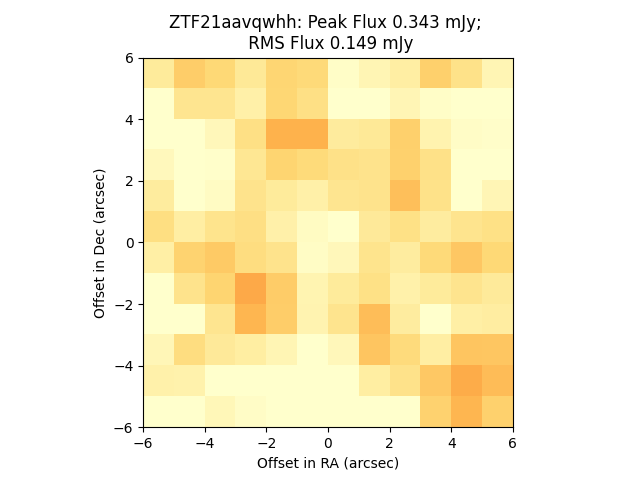 ZTF21aavqwhh: Peak Flux 0.343 mJy;
RMS Flux 0.149 mJy
6
4
2
0
−2
−4
−6
Offset in Dec (arcsec)
−6 −4 −2 0 2 4 6
Offset in RA (arcsec)